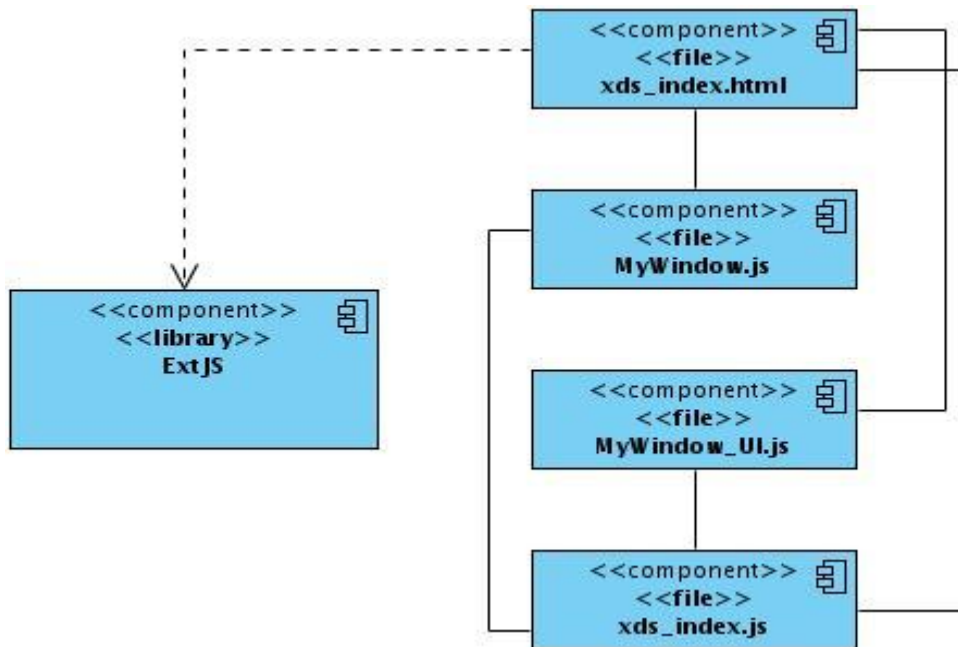 <<component>>
<<file>>
xds_index.html
<<component>>
<<file>>
MyWindow.js
<<component>>
<<library>>
ExtJS
<<component>>
<<file>>
MyWindow_UI.js
<<component>>
<<file>>
xds_index.js